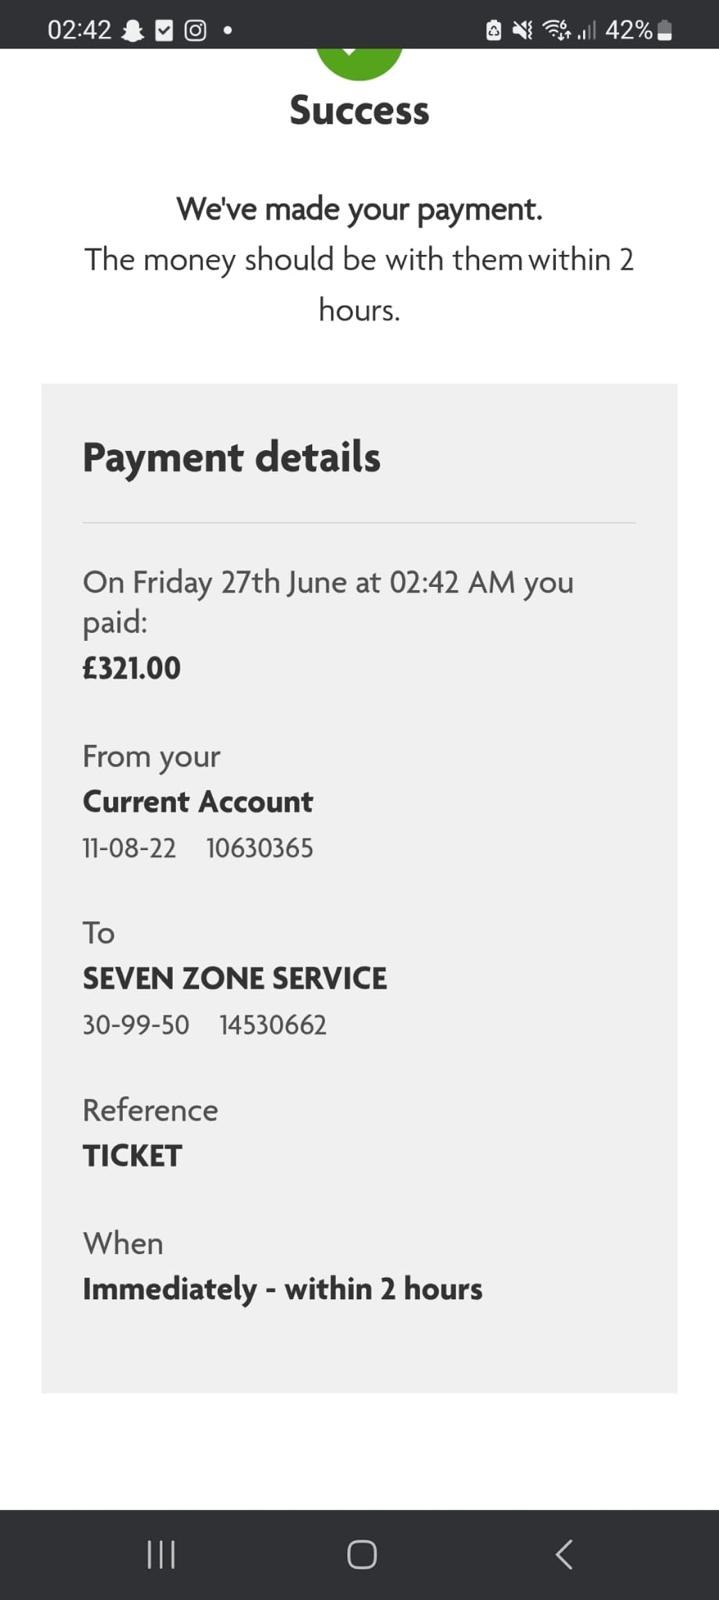 02:42 42%
Success
We've made your payment.
The money should be with them within 2
hours.
Payment details
On Friday 27th June at 02:42 AM you
paid:
£321.00
From your
Current Account
11-08-22 10630365
To
SEVEN ZONE SERVICE
30-99-50 14530662
Reference
TICKET
When
Immediately - within 2 hours